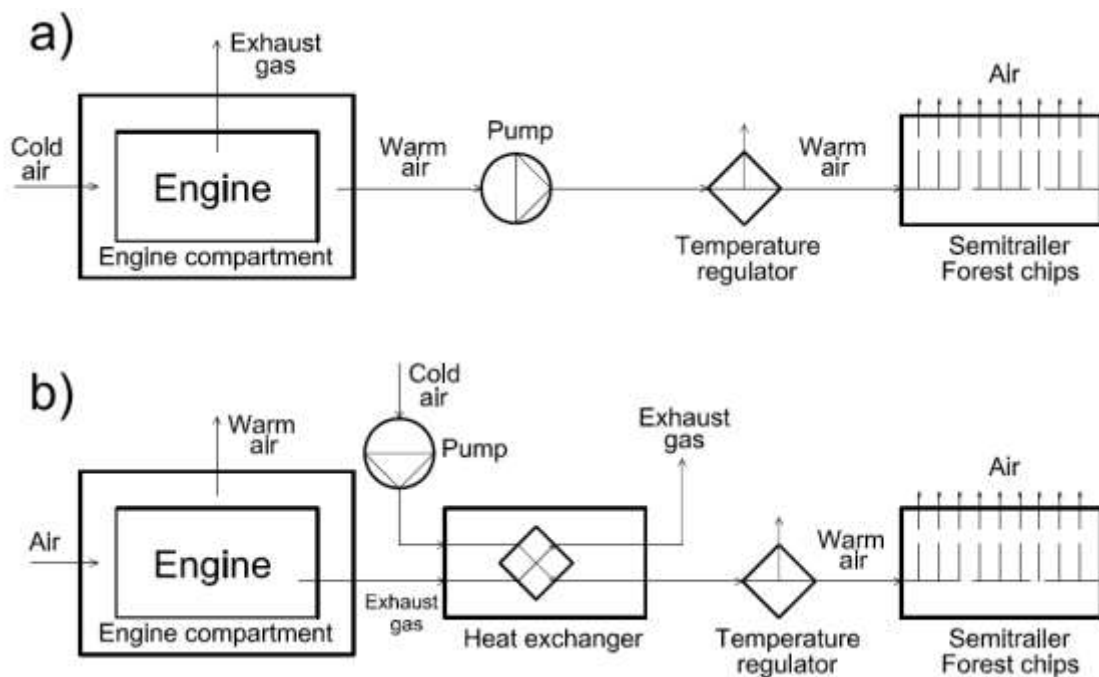 a)
Exhaust
gas
Cold
air
Engine
Engine compartment
Warm
air
Pump
Temperature
regulator
Warm
air
Air
Semitrailer
Forest chips
b)
Warm
air
Air
Engine
Engine compartment
Cold
air
Pump
Exhaust
gas
Exhaust
gas
Heat exchanger
Temperature
regulator
Warm
air
Air
Semitrailer
Forest chips